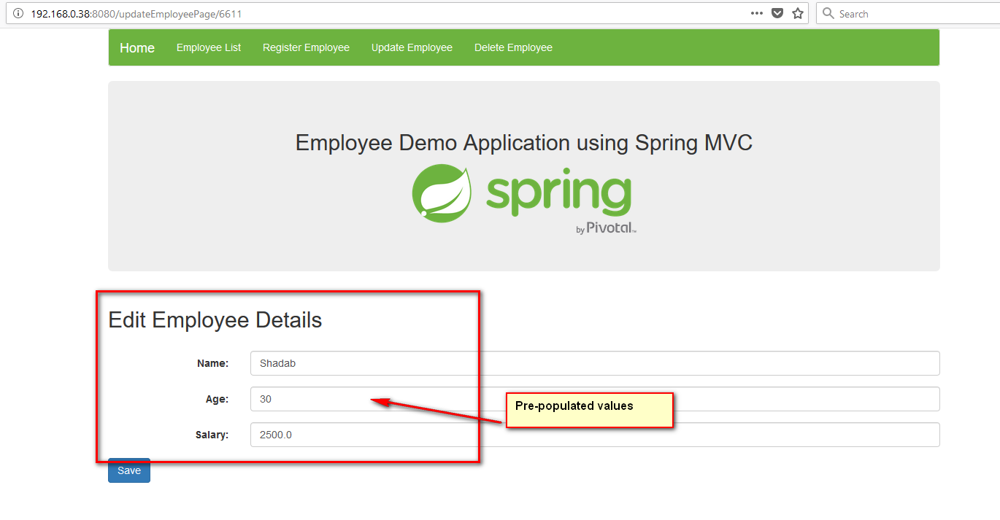 192.168.0.38:8080/updateEmployeePage/6611
Search
Home Employee List Register Employee Update Employee Delete Employee
Employee Demo Application using Spring MVC
spring
by Pivotal™
Edit Employee Details
Name: Shadab
Age: 30
Pre-populated values
Salary: 2500.0
Save